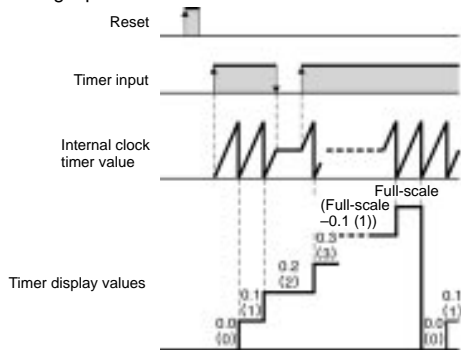 Reset
Timer input
Internal clock
timer value
Full-scale
(Full-scale
–0.1 (1))
Timer display values
0.3
(3)
0.2
(2)
0.1
(1)
0.0
(0)
0.0
(0)
0.1
(1)